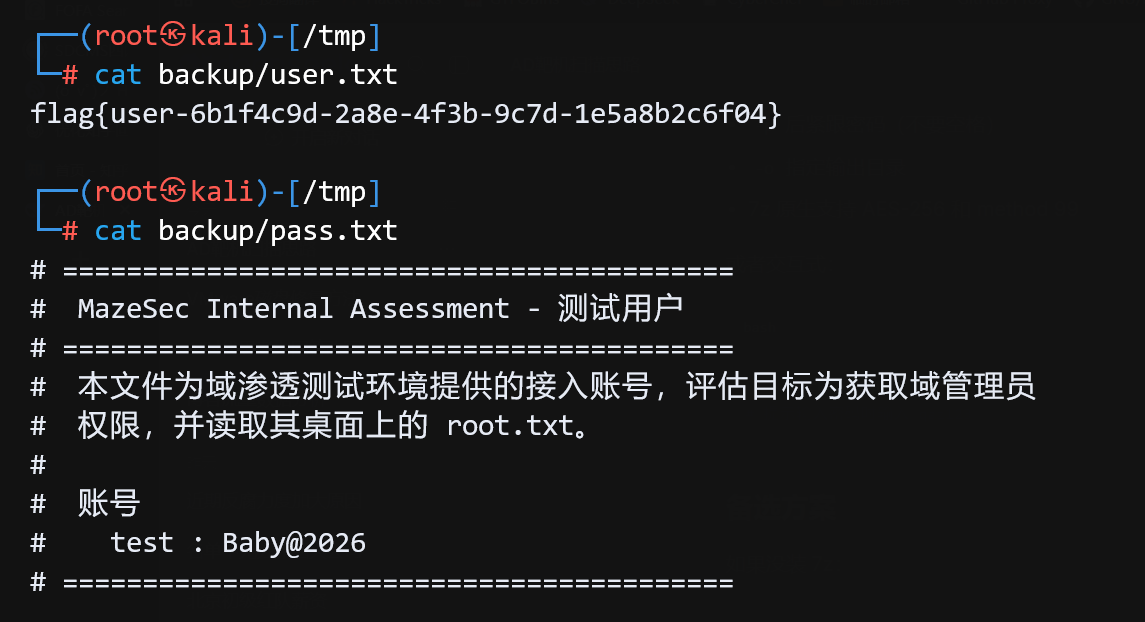 ┌──(root㉿kali)-[/tmp]
└─# cat backup/user.txt
flag{user-6b1f4c9d-2a8e-4f3b-9c7d-1e5a8b2c6f04}
┌──(root㉿kali)-[/tmp]
└─# cat backup/pass.txt
# ==========================================
#  MazeSec Internal Assessment - 测试用户
# ==========================================
#  本文件为域渗透测试环境提供的接入账号，评估目标为获取域管理员
#  权限，并读取其桌面上的 root.txt。
#
#  账号
#    test : Baby@2026
# ==========================================